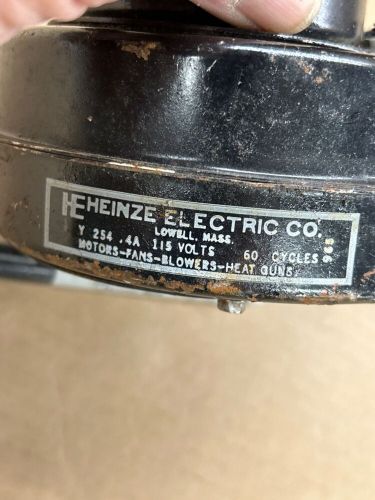 HE HEINZE ELECTRIC CO.
LOWELL, MASS.
Y 254 .4A 115 VOLTS 60 CYCLES
MOTORS-FANS-BLOWERS-HEAT GUNS